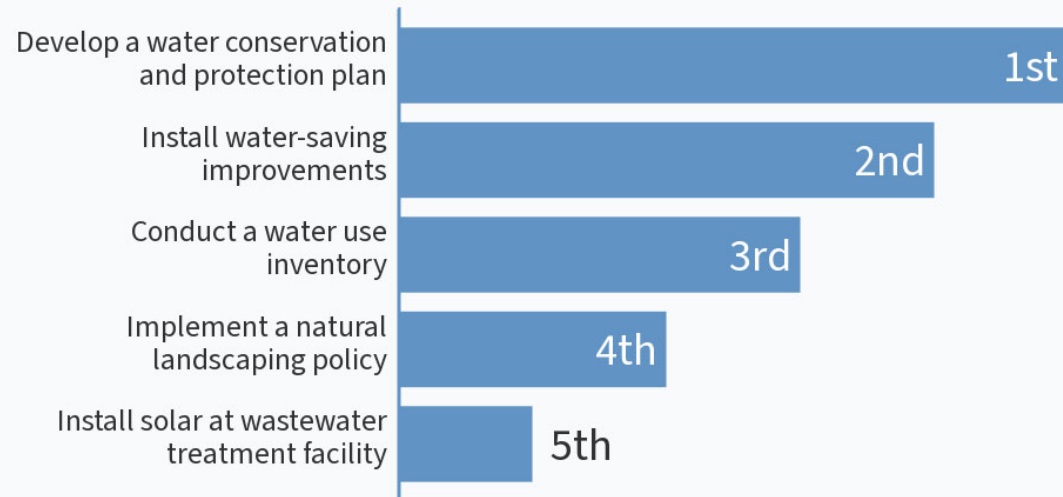 Develop a water conservation
and protection plan
1st
Install water-saving
improvements
2nd
Conduct a water use
inventory
3rd
Implement a natural
landscaping policy
4th
Install solar at wastewater
treatment facility
5th